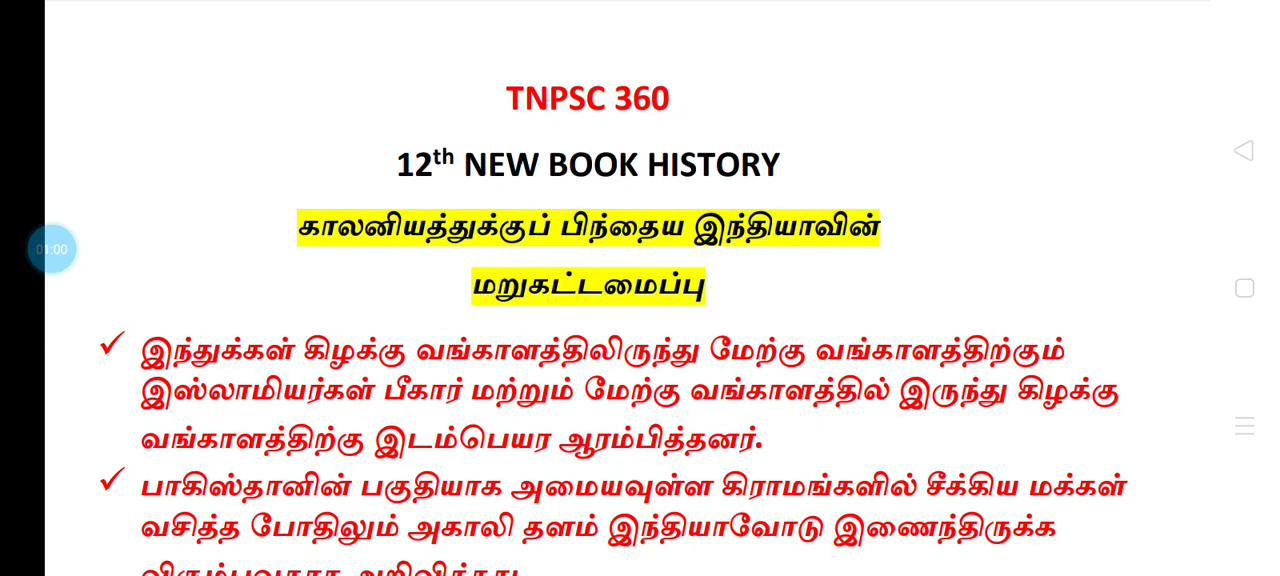 TNPSC 360
12th NEW BOOK HISTORY
காலனியத்துக்குப் பிந்தைய இந்தியாவின்
மறுகட்டமைப்பு
01:00
✓ இந்துக்கள் கிழக்கு வங்காளத்திலிருந்து மேற்கு வங்காளத்திற்கும்
இஸ்லாமியர்கள் பீகார் மற்றும் மேற்கு வங்காளத்தில் இருந்து கிழக்கு
வங்காளத்திற்கு இடம்பெயர ஆரம்பித்தனர்.
✓ பாகிஸ்தானின் பகுதியாக அமையவுள்ள கிராமங்களில் சீக்கிய மக்கள்
வசித்த போதிலும் அகாலி தளம் இந்தியாவோடு இணைந்திருக்க